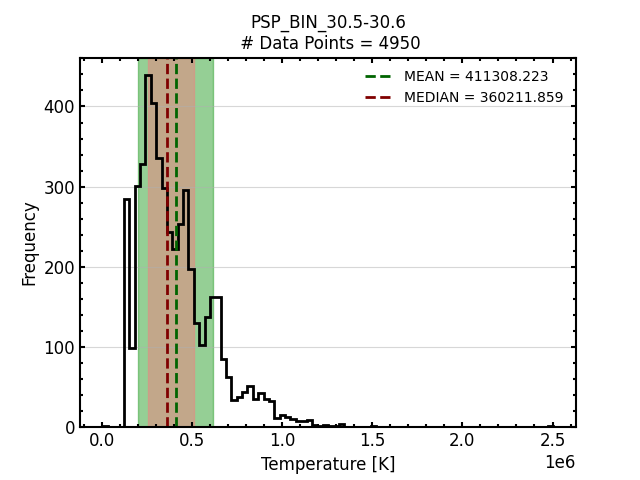 PSP_BIN_30.5-30.6
# Data Points = 4950
MEAN = 411308.223
MEDIAN = 360211.859
Frequency
400
300
200
100
0
0.0 0.5 1.0 1.5 2.0 2.5
1e6
Temperature [K]